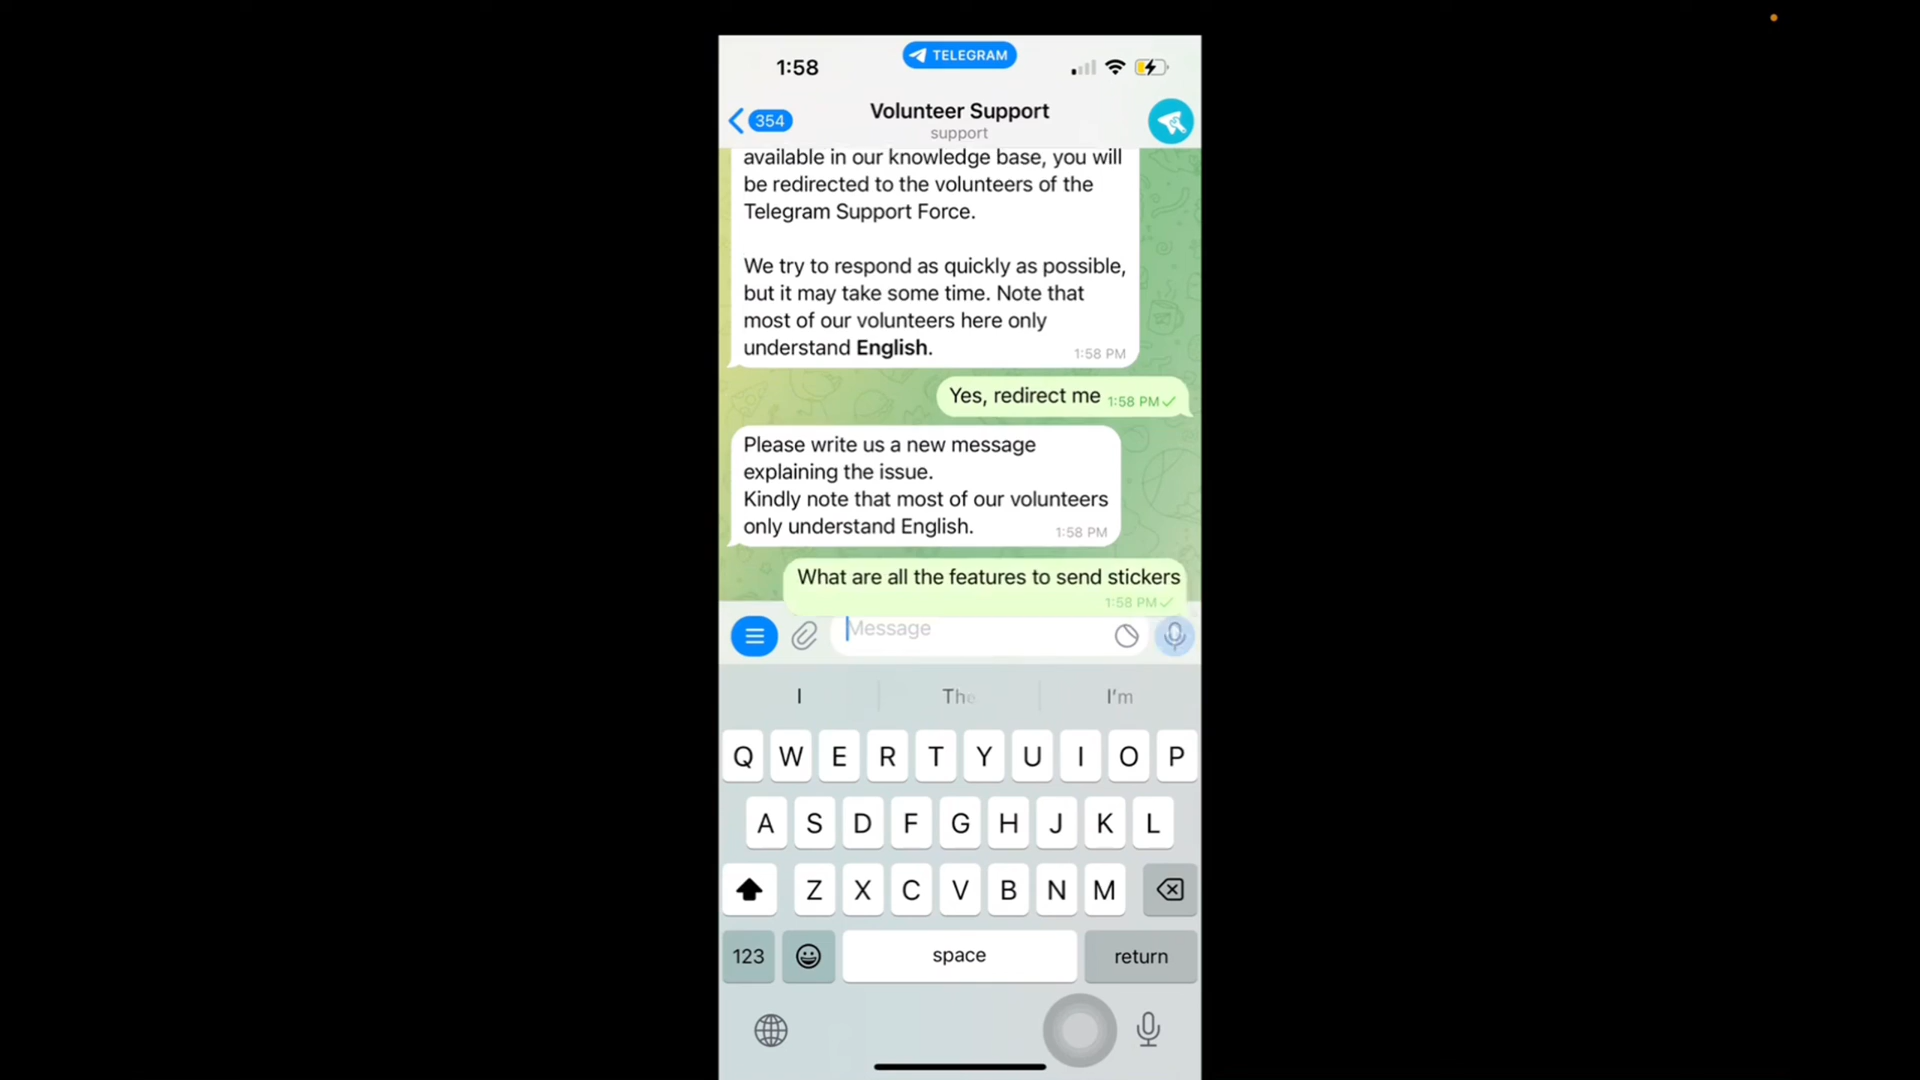 1:58
TELEGRAM
354
Volunteer Support
support
available in our knowledge base, you will
be redirected to the volunteers of the
Telegram Support Force.
We try to respond as quickly as possible,
but it may take some time. Note that
most of our volunteers here only
understand English.
1:58 PM
Yes, redirect me
1:58 PM
Please write us a new message
explaining the issue.
Kindly note that most of our volunteers
only understand English.
1:58 PM
What are all the features to send stickers
1:58 PM
Message
I The I'm
Q W E R T Y U I O P
A S D F G H J K L
Z X C V B N M
123 space return